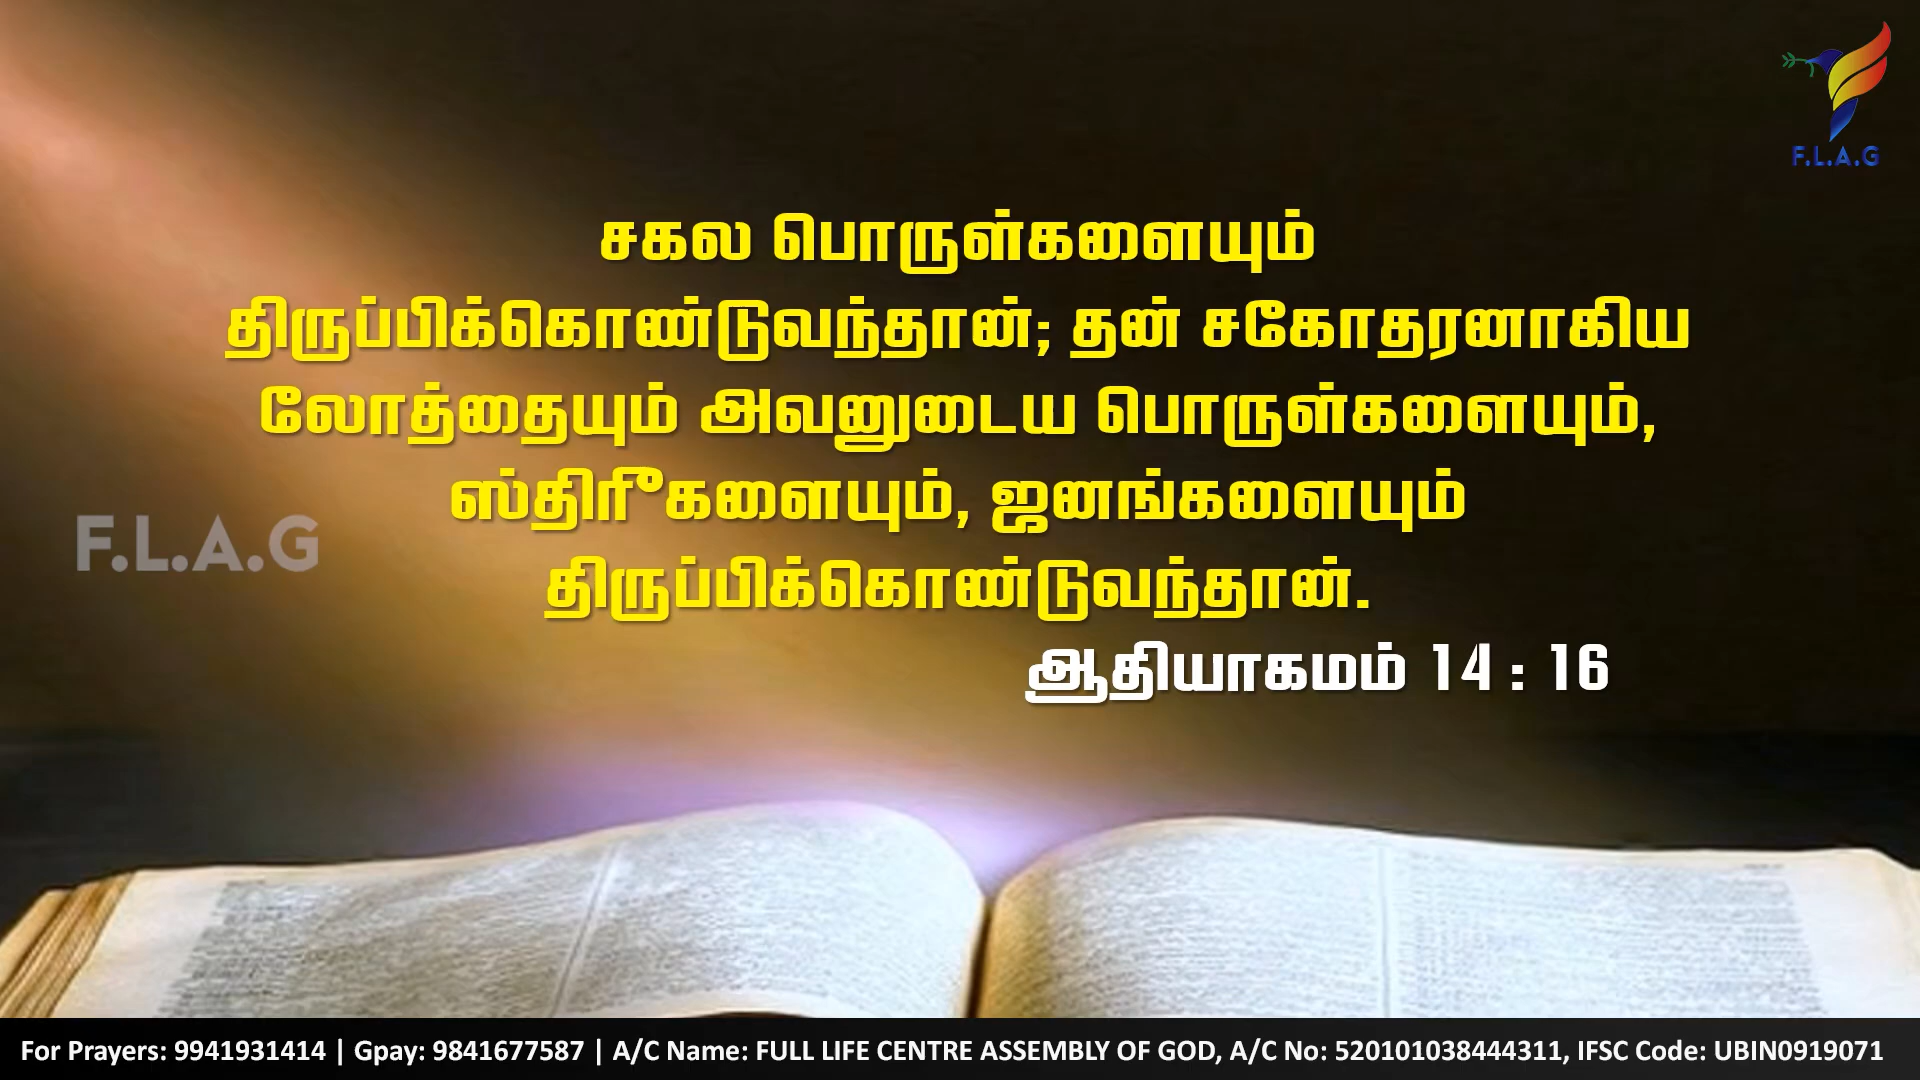 F.L.A.G
சகல பொருள்களையும்
திருப்பிக்கொண்டுவந்தான்; தன் சகோதரனாகிய
லோத்தையும் அவனுடைய பொருள்களையும்,
ஸ்திரீகளையும், ஜனங்களையும்
திருப்பிக்கொண்டுவந்தான்.
ஆதியாகமம் 14 : 16
F.L.A.G
For Prayers: 9941931414 | Gpay: 9841677587 | A/C Name: FULL LIFE CENTRE ASSEMBLY OF GOD, A/C No: 520101038444311, IFSC Code: UBIN0919071